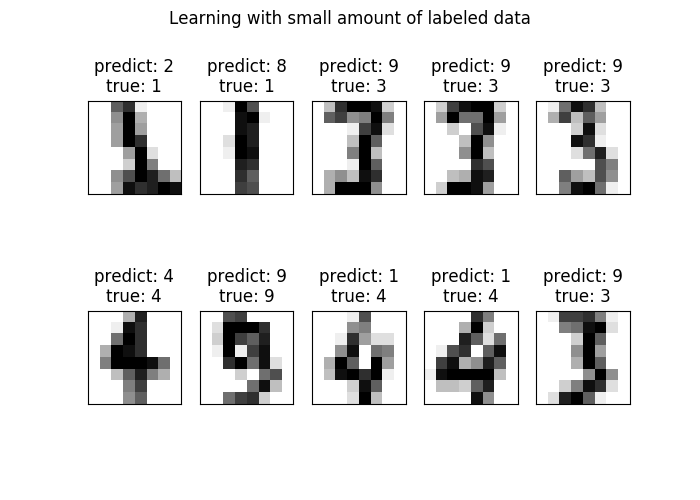 Learning with small amount of labeled data
predict: 2
true: 1
predict: 8
true: 1
predict: 9
true: 3
predict: 9
true: 3
predict: 9
true: 3
predict: 4
true: 4
predict: 9
true: 9
predict: 1
true: 4
predict: 1
true: 4
predict: 9
true: 3